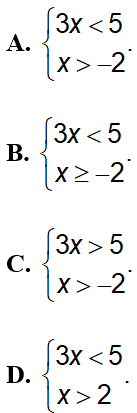 A. { 3x < 5
x > −2 .
B. { 3x < 5
x ≥ −2 .
C. { 3x > 5
x > −2 .
D. { 3x < 5
x > 2 .